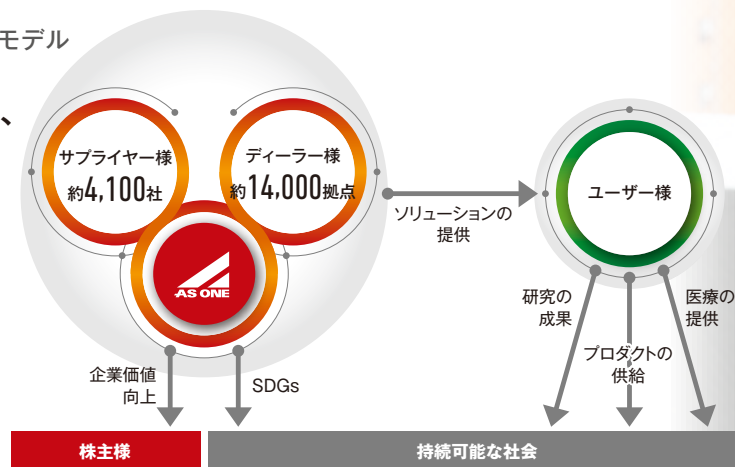 モデル
、
サプライヤー様
約4,100社
ディーラー様
約14,000拠点
AS ONE
ソリューションの
提供
ユーザー様
研究の
成果
プロダクトの
供給
医療の
提供
企業価値
向上
SDGs
株主様
持続可能な社会